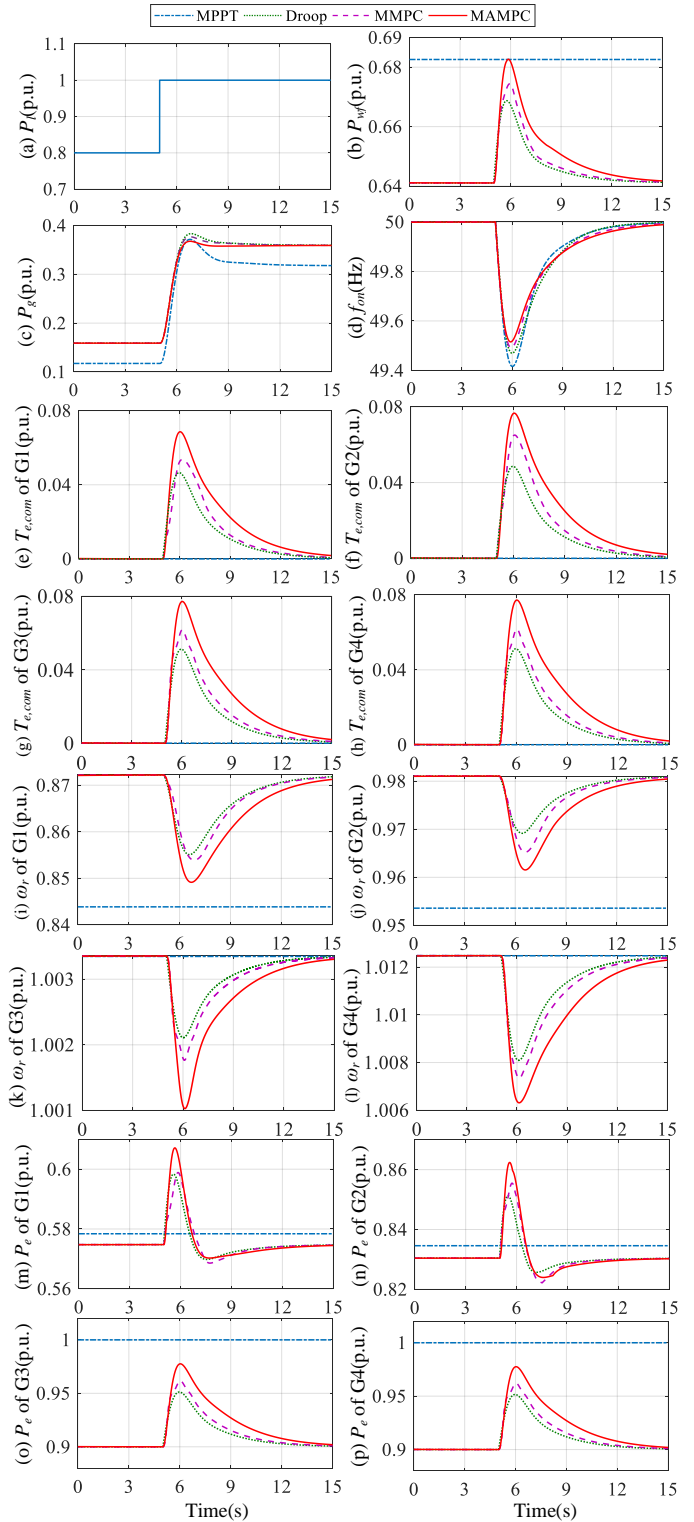 MPPT Droop MMPC MAMPC
(a) P_l(p.u.)
1.1
1
0.9
0.8
0.7
0 3 6 9 12 15
(b) P_wf(p.u.)
0.69
0.68
0.66
0.64
0 3 6 9 12 15
(c) P_g(p.u.)
0.4
0.3
0.2
0.1
0 3 6 9 12 15
(d) f_on(Hz)
50
49.8
49.6
49.4
0 3 6 9 12 15
(e) T_e,com of G1(p.u.)
0.08
0.04
0
0 3 6 9 12 15
(f) T_e,com of G2(p.u.)
0.08
0.04
0
0 3 6 9 12 15
(g) T_e,com of G3(p.u.)
0.08
0.04
0
0 3 6 9 12 15
(h) T_e,com of G4(p.u.)
0.08
0.04
0
0 3 6 9 12 15
(i) ω_r of G1(p.u.)
0.87
0.86
0.85
0.84
0 3 6 9 12 15
(j) ω_r of G2(p.u.)
0.98
0.97
0.96
0.95
0 3 6 9 12 15
(k) ω_r of G3(p.u.)
1.003
1.002
1.001
0 3 6 9 12 15
(l) ω_r of G4(p.u.)
1.012
1.01
1.008
1.006
0 3 6 9 12 15
(m) P_e of G1(p.u.)
0.6
0.58
0.56
0 3 6 9 12 15
(n) P_e of G2(p.u.)
0.86
0.84
0.82
0 3 6 9 12 15
(o) P_e of G3(p.u.)
1
0.95
0.9
0 3 6 9 12 15
Time(s)
(p) P_e of G4(p.u.)
1
0.95
0.9
0 3 6 9 12 15
Time(s)